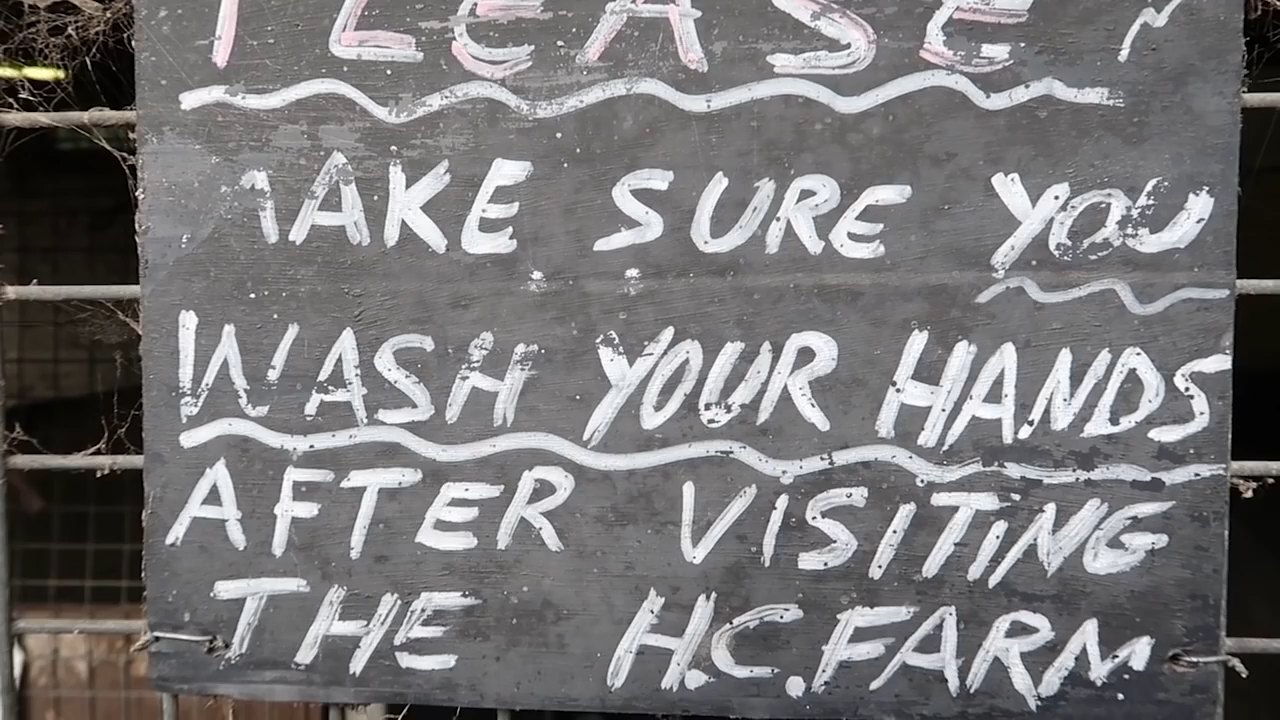 PLEASE
MAKE SURE YOU
WASH YOUR HANDS
AFTER VISITING
THE H.C.FARM